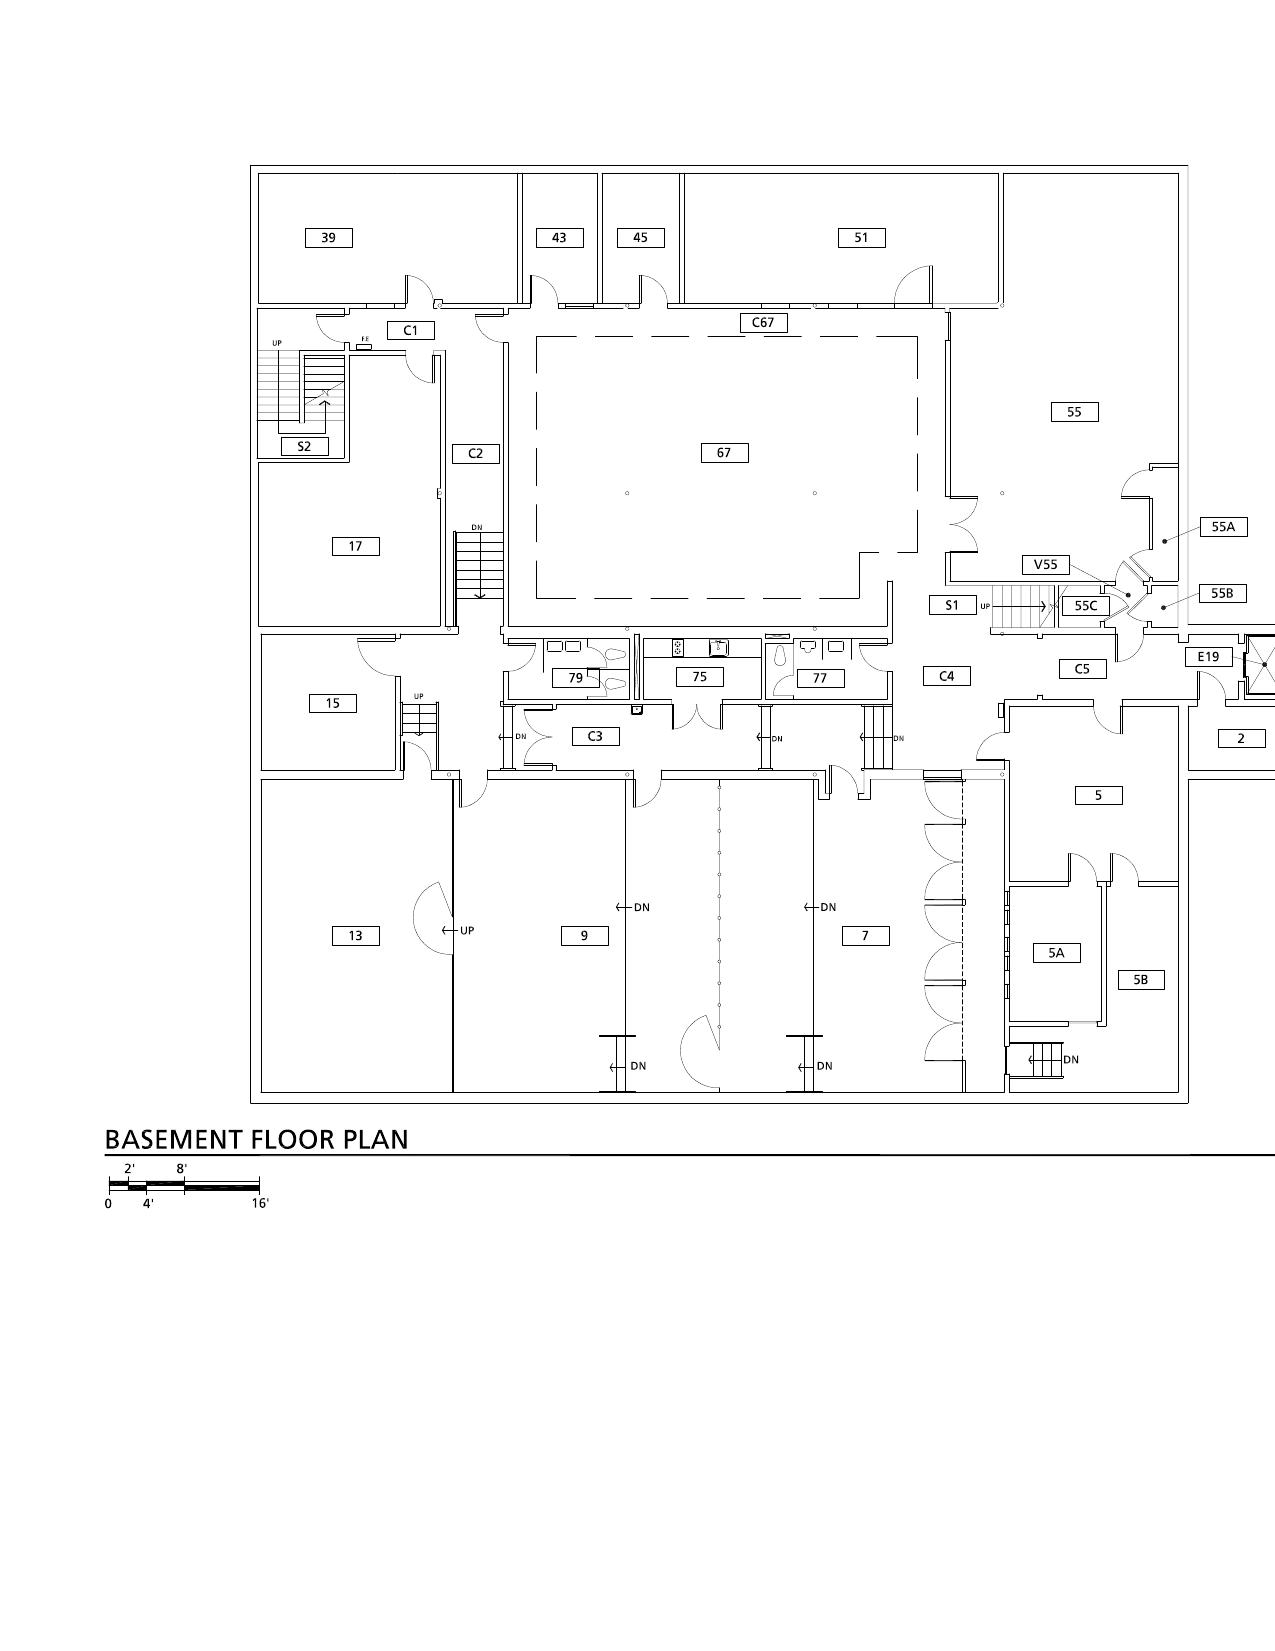 39
43
45
51
C1
C67
UP
F.E
55
S2
C2
67
DN
55A
17
V55
55B
S1
UP
55C
E19
C5
79
75
77
C4
UP
15
2
C3
DN
DN
DN
5
DN
DN
UP
13
9
7
5A
5B
DN
DN
DN
BASEMENT FLOOR PLAN
2' 8'
0 4' 16'